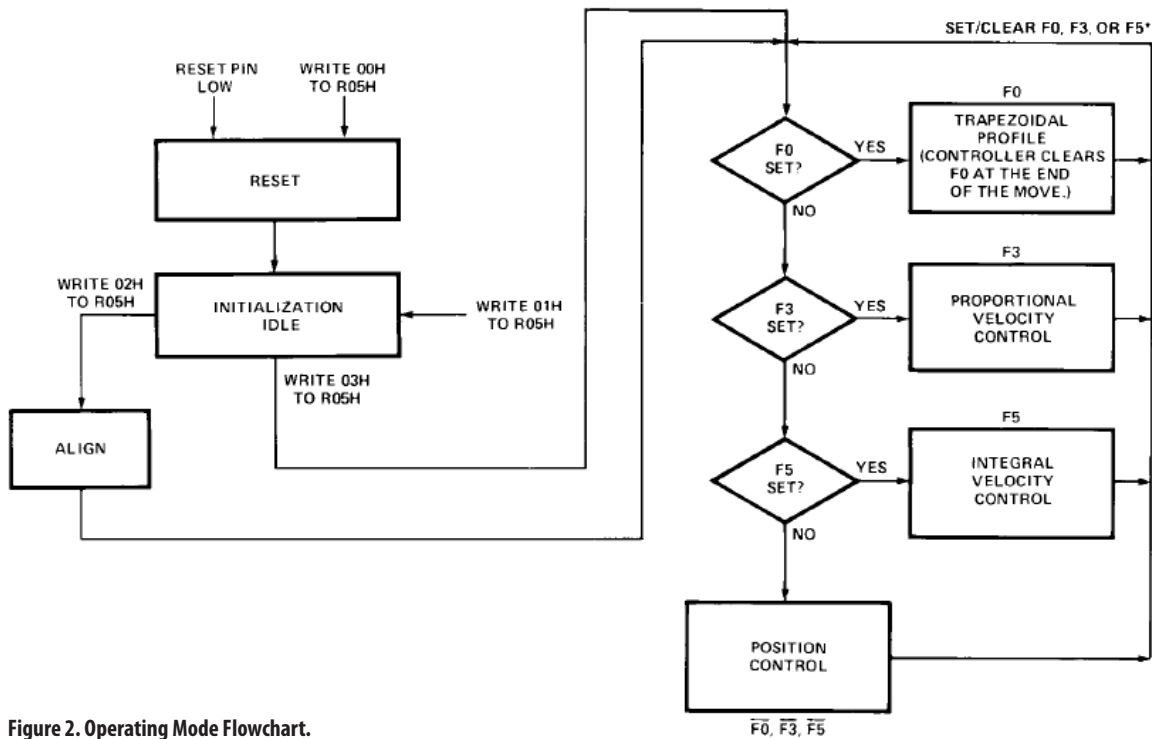 SET/CLEAR F0, F3, OR F5*
RESET PIN
LOW
WRITE 00H
TO R05H
RESET
WRITE 02H
TO R05H
INITIALIZATION
IDLE
WRITE 01H
TO R05H
WRITE 03H
TO R05H
ALIGN
F0
SET?
YES
NO
F0
TRAPEZOIDAL
PROFILE
(CONTROLLER CLEARS
F0 AT THE END
OF THE MOVE.)
F3
SET?
YES
NO
F3
PROPORTIONAL
VELOCITY
CONTROL
F5
SET?
YES
NO
F5
INTEGRAL
VELOCITY
CONTROL
POSITION
CONTROL
F̅0̅, F̅3̅, F̅5̅
Figure 2. Operating Mode Flowchart.